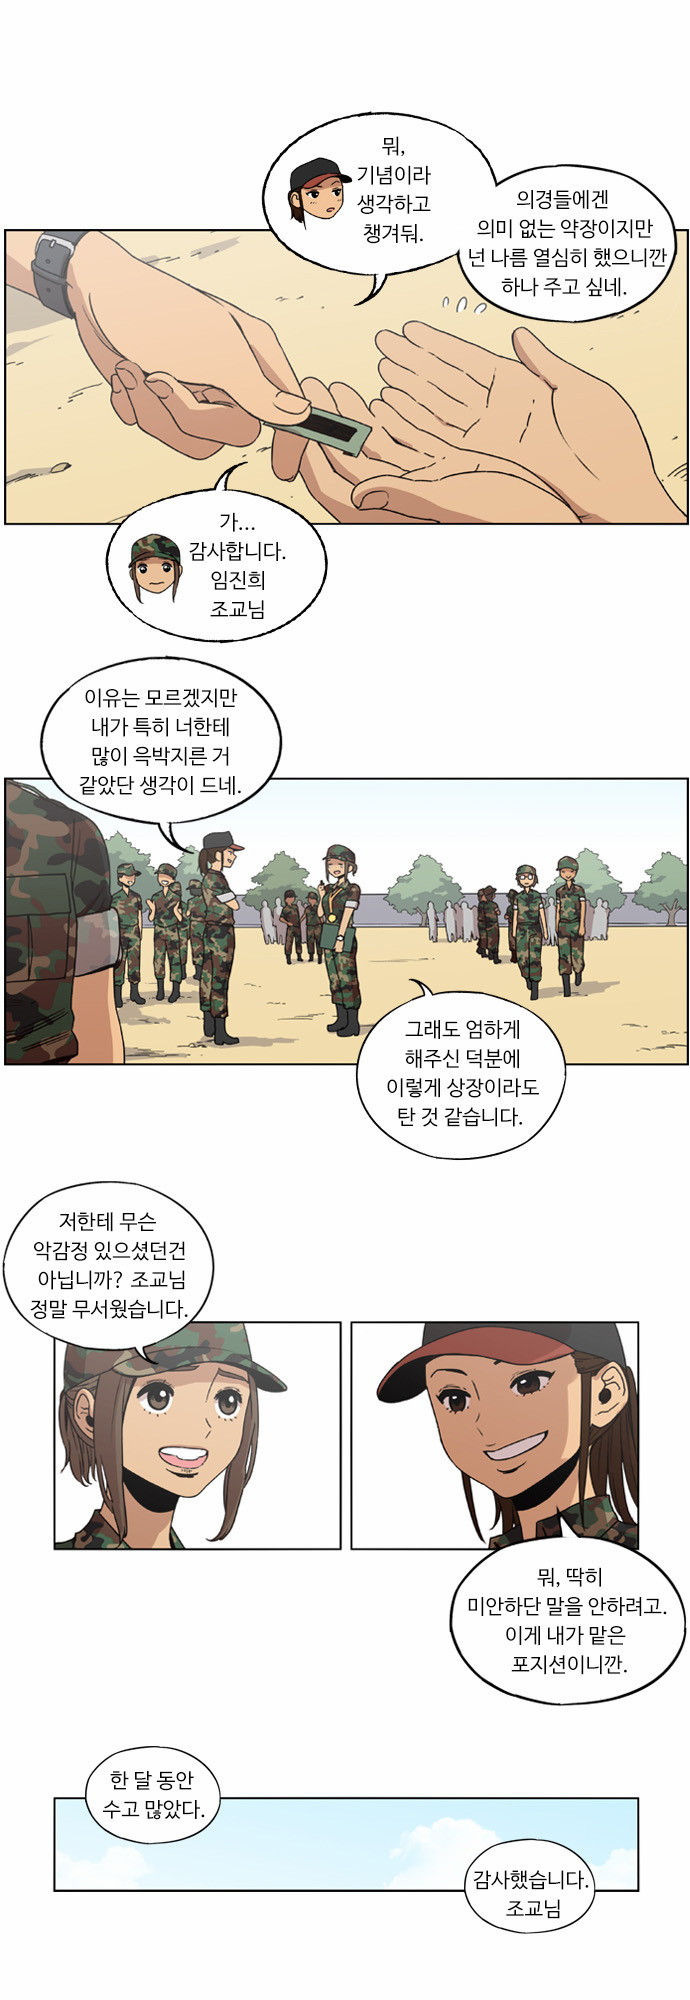 뭐,
기념이라
생각하고
챙겨둬.
의경들에겐
의미 없는 약장이지만
넌 나름 열심히 했으니깐
하나 주고 싶네.
가...
감사합니다.
임진희
조교님
이유는 모르겠지만
내가 특히 너한테
많이 윽박지른 거
같았단 생각이 드네.
그래도 엄하게
해주신 덕분에
이렇게 상장이라도
탄 것 같습니다.
저한테 무슨
악감정 있으셨던건
아닙니까? 조교님
정말 무서웠습니다.
뭐, 딱히
미안하단 말을 안하려고.
이게 내가 맡은
포지션이니깐.
한 달 동안
수고 많았다.
감사했습니다.
조교님